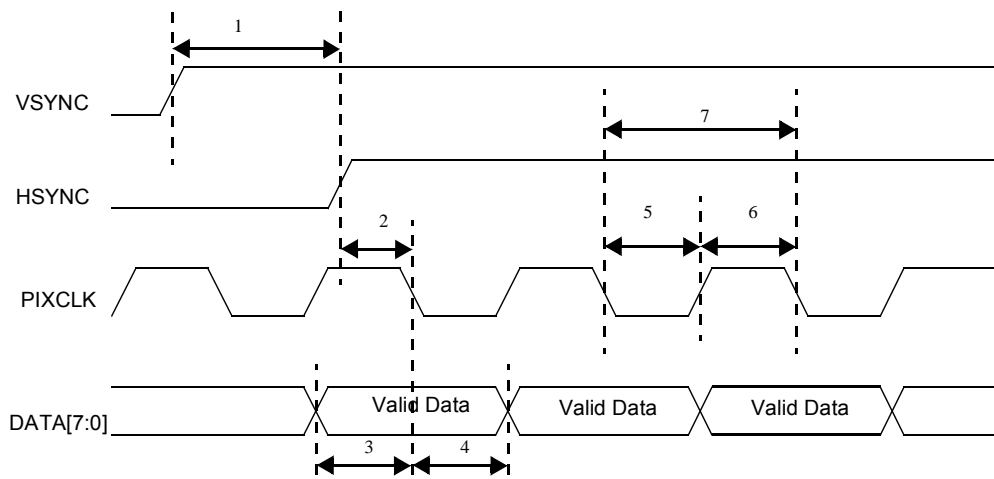 1
VSYNC
7
HSYNC
2
5
6
PIXCLK
Valid Data
Valid Data
Valid Data
DATA[7:0]
3
4